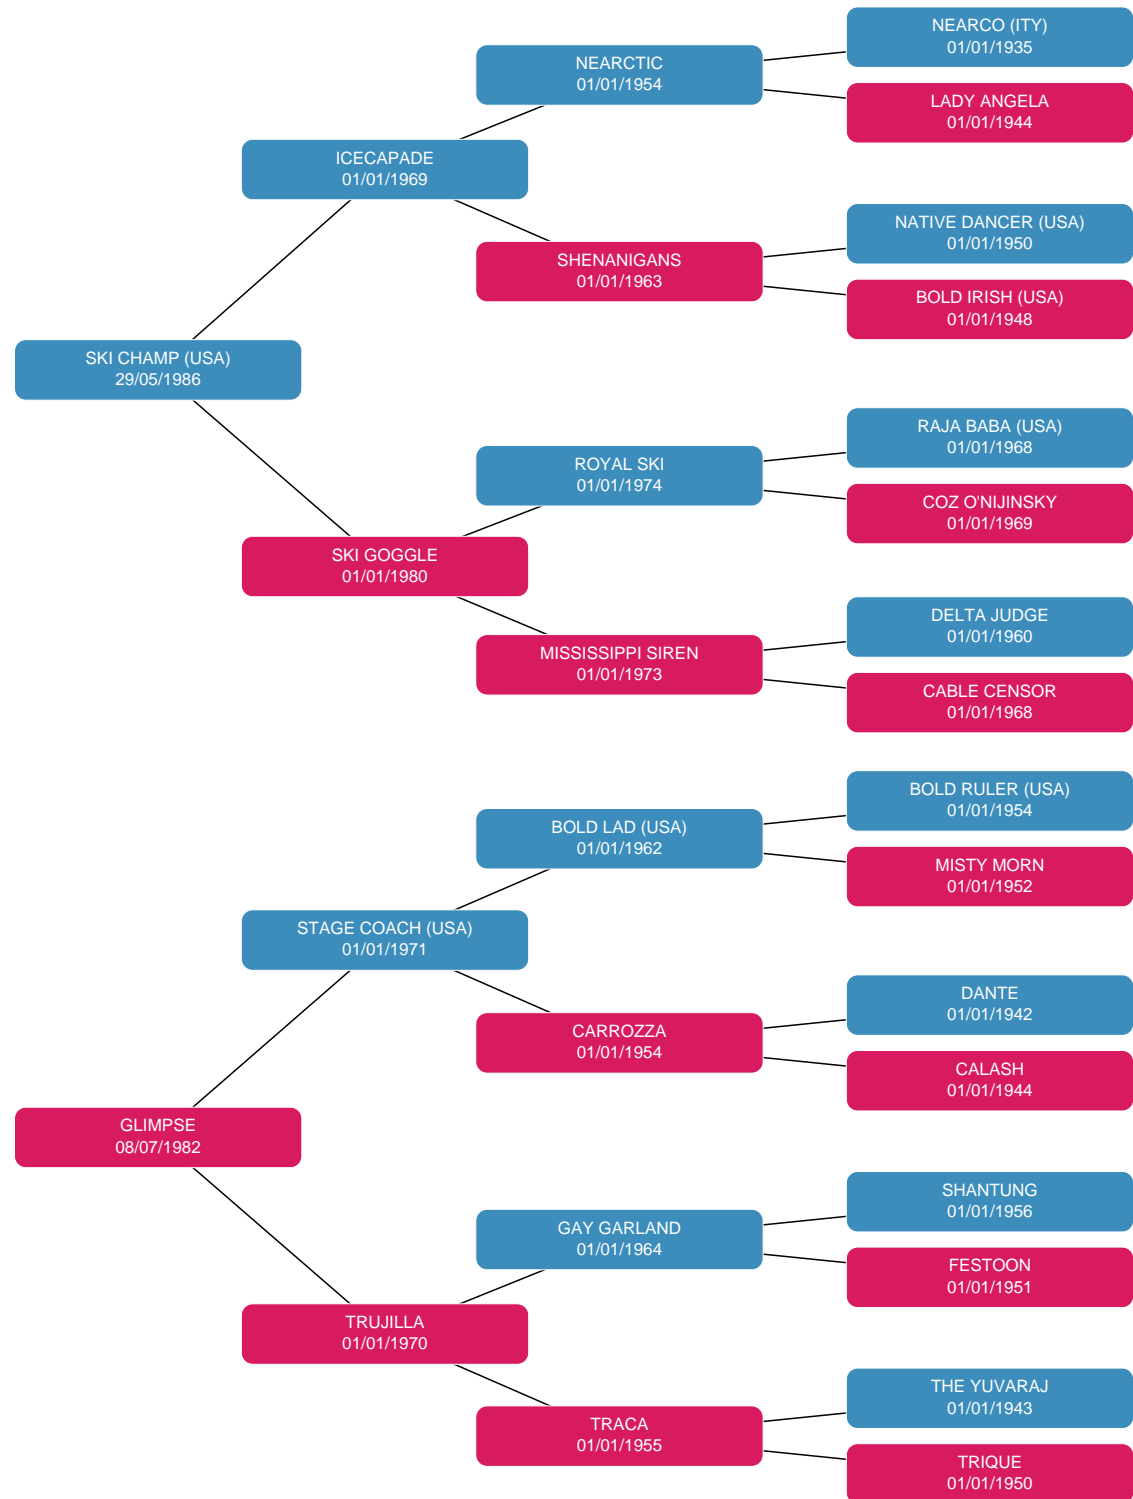 NEARCO (ITY)
01/01/1935
NEARCTIC
01/01/1954
LADY ANGELA
01/01/1944
ICECAPADE
01/01/1969
NATIVE DANCER (USA)
01/01/1950
SHENANIGANS
01/01/1963
BOLD IRISH (USA)
01/01/1948
SKI CHAMP (USA)
29/05/1986
RAJA BABA (USA)
01/01/1968
ROYAL SKI
01/01/1974
COZ O'NIJINSKY
01/01/1969
SKI GOGGLE
01/01/1980
DELTA JUDGE
01/01/1960
MISSISSIPPI SIREN
01/01/1973
CABLE CENSOR
01/01/1968
BOLD RULER (USA)
01/01/1954
BOLD LAD (USA)
01/01/1962
MISTY MORN
01/01/1952
STAGE COACH (USA)
01/01/1971
DANTE
01/01/1942
CARROZZA
01/01/1954
CALASH
01/01/1944
GLIMPSE
08/07/1982
SHANTUNG
01/01/1956
GAY GARLAND
01/01/1964
FESTOON
01/01/1951
TRUJILLA
01/01/1970
THE YUVARAJ
01/01/1943
TRACA
01/01/1955
TRIQUE
01/01/1950